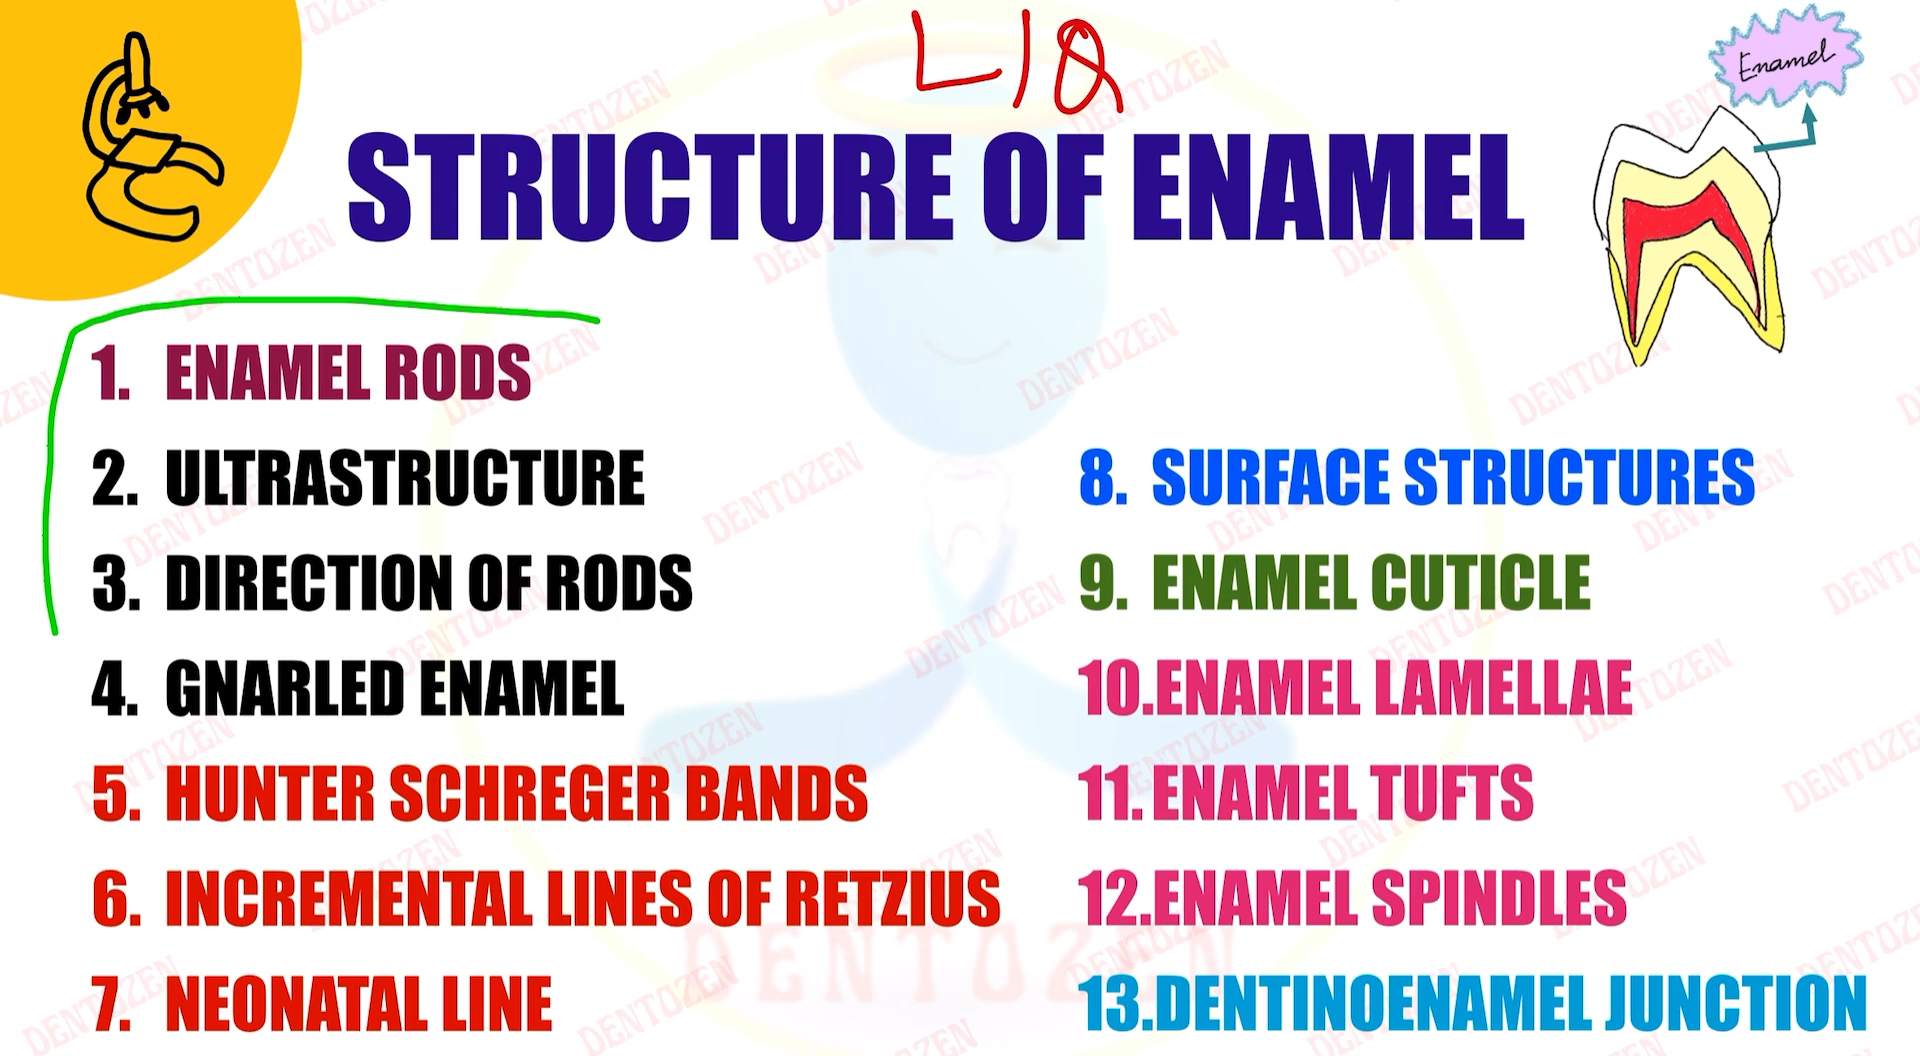 LIQ
Enamel
STRUCTURE OF ENAMEL
1. ENAMEL RODS
2. ULTRASTRUCTURE
3. DIRECTION OF RODS
4. GNARLED ENAMEL
5. HUNTER SCHREGER BANDS
6. INCREMENTAL LINES OF RETZIUS
7. NEONATAL LINE
8. SURFACE STRUCTURES
9. ENAMEL CUTICLE
10.ENAMEL LAMELLAE
11. ENAMEL TUFTS
12.ENAMEL SPINDLES
13.DENTINOENAMEL JUNCTION
DENTOZEN